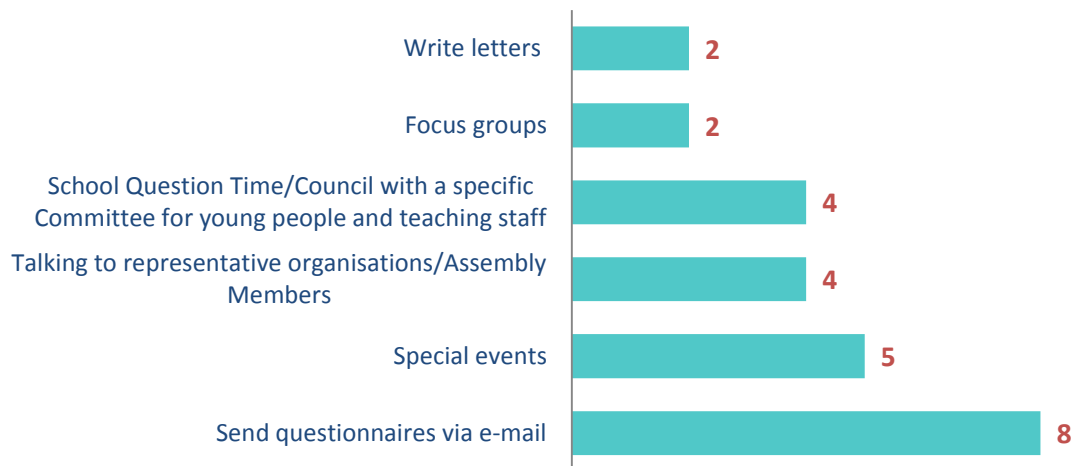 Write letters
2
Focus groups
2
School Question Time/Council with a specific
Committee for young people and teaching staff
4
Talking to representative organisations/Assembly
Members
4
Special events
5
Send questionnaires via e-mail
8